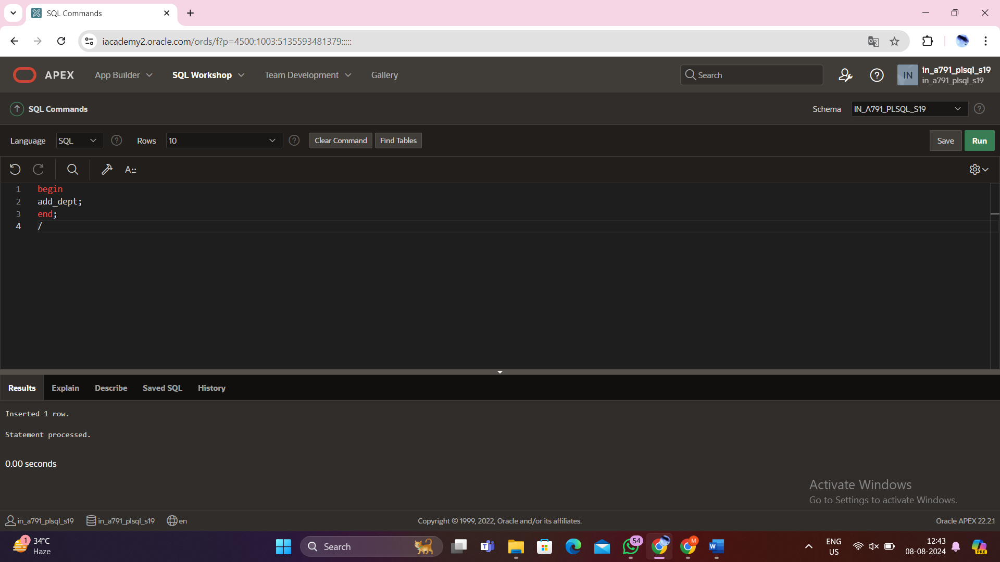 SQL Commands
iacademy2.oracle.com/ords/f?p=4500:1003:5135593481379:::::
APEX App Builder SQL Workshop Team Development Gallery Search IN in_a791_plsql_s19
in_a791_plsql_s19
SQL Commands Schema IN_A791_PLSQL_S19
Language SQL Rows 10 Clear Command Find Tables Save Run
A::
1 begin
2 add_dept;
3 end;
4 /
Results Explain Describe Saved SQL History
Inserted 1 row.
Statement processed.
0.00 seconds
Activate Windows
Go to Settings to activate Windows.
in_a791_plsql_s19 in_a791_plsql_s19 en Copyright © 1999, 2022, Oracle and/or its affiliates. Oracle APEX 22.2.1
1 34°C
Haze
Search 54 M
ENG
US
12:43
08-08-2024
PRE